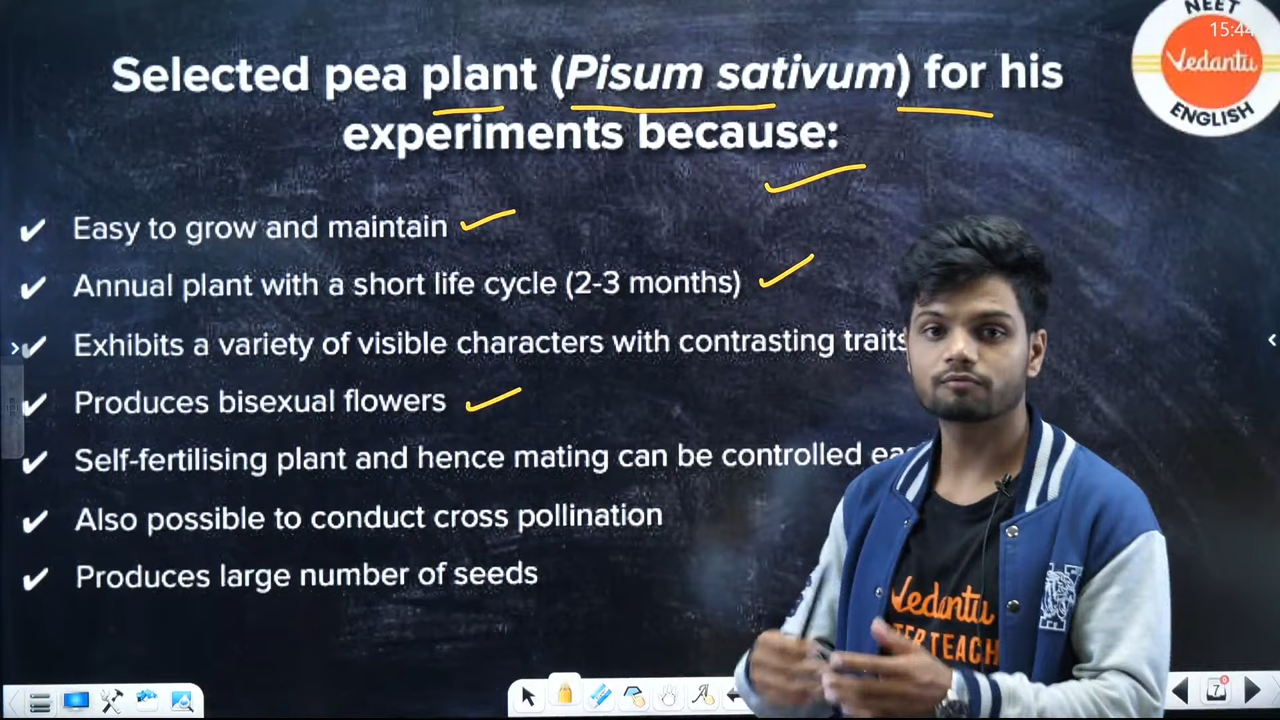 NEET
15:44
Vedantu
ENGLISH
Selected pea plant (Pisum sativum) for his
experiments because:
✔ Easy to grow and maintain
✔ Annual plant with a short life cycle (2-3 months)
✔ Exhibits a variety of visible characters with contrasting traits
✔ Produces bisexual flowers
✔ Self-fertilising plant and hence mating can be controlled
✔ Also possible to conduct cross pollination
✔ Produces large number of seeds
Vedantu
TEACH
7
0